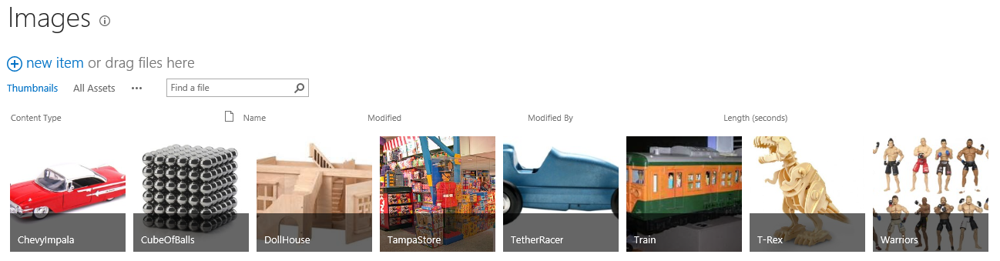 Images
new item or drag files here
Thumbnails All Assets ••• Find a file
Content Type Name Modified Modified By Length (seconds)
ChevyImpala CubeOfBalls DollHouse TampaStore TetherRacer Train T-Rex Warriors